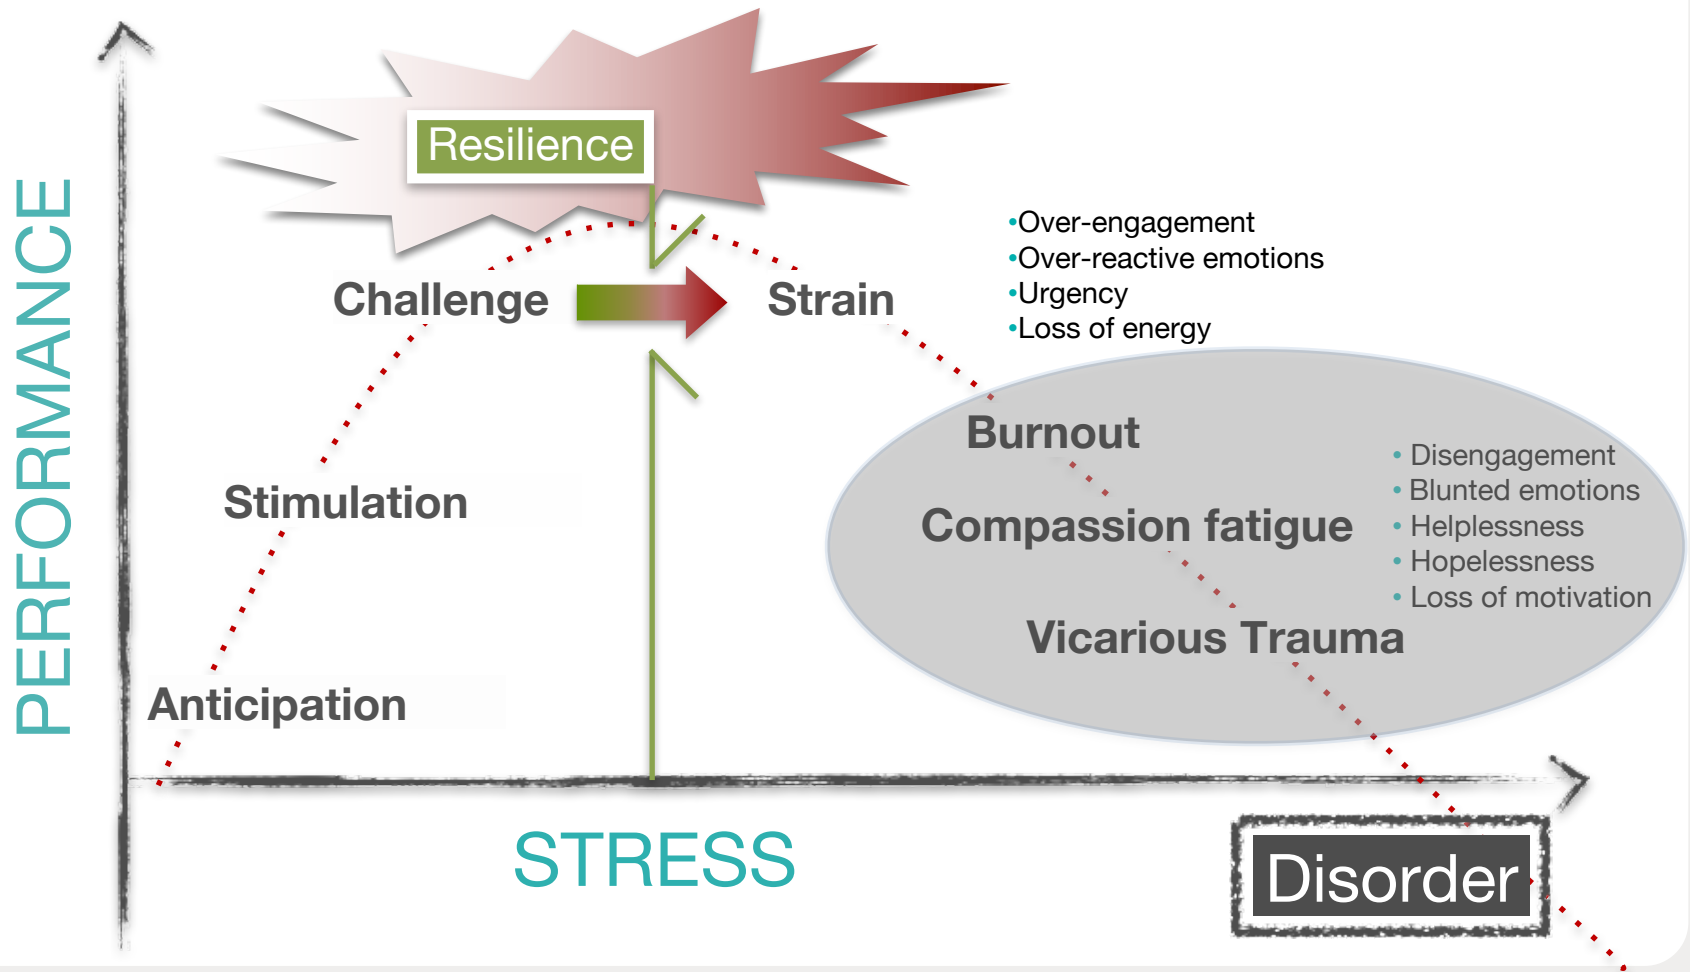 PERFORMANCE
Resilience
Challenge
Strain
•Over-engagement
•Over-reactive emotions
•Urgency
•Loss of energy
Burnout
Stimulation
Compassion fatigue
• Disengagement
• Blunted emotions
• Helplessness
• Hopelessness
• Loss of motivation
Vicarious Trauma
Anticipation
STRESS
Disorder